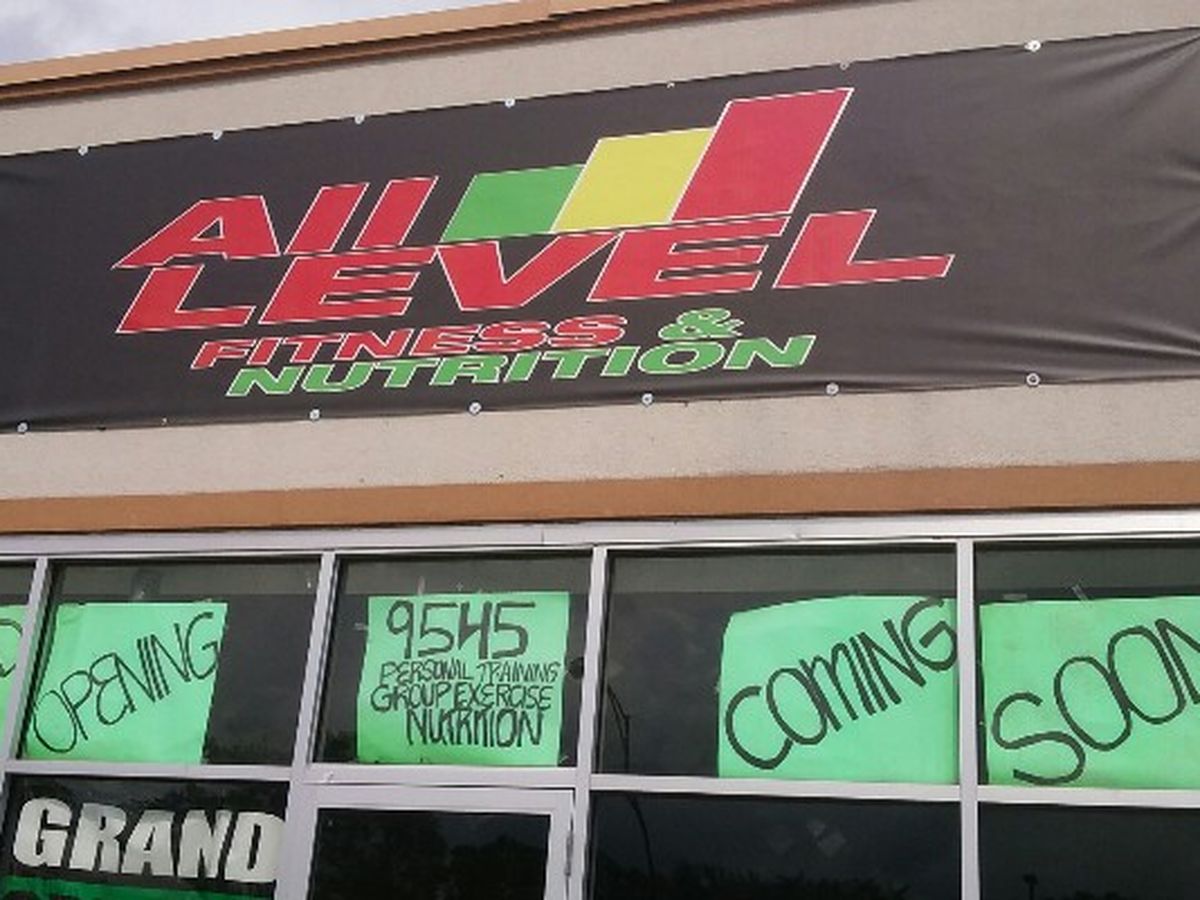 All
LEVEL
FITNESS &
NUTRITION
OPENING
9545
PERSONAL TRAINING
GROUP EXERCISE
NUTRITION
COMING
SOON
GRAND